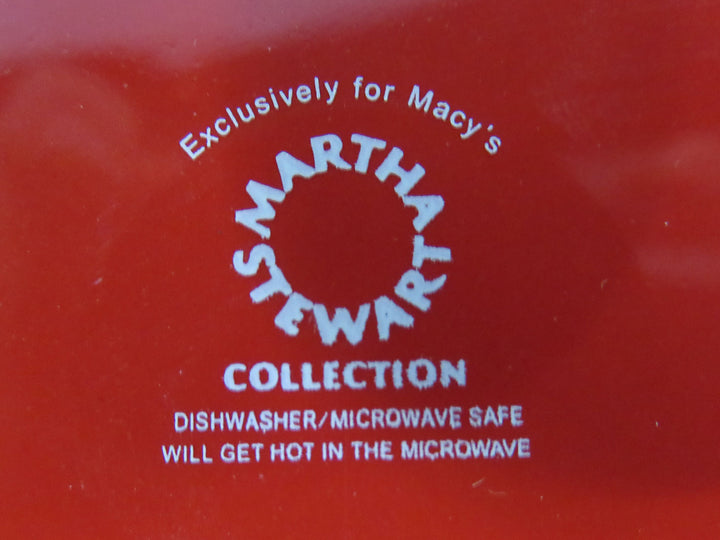 Exclusively for Macy's
MARTHA
STEWART
COLLECTION
DISHWASHER/MICROWAVE SAFE
WILL GET HOT IN THE MICROWAVE